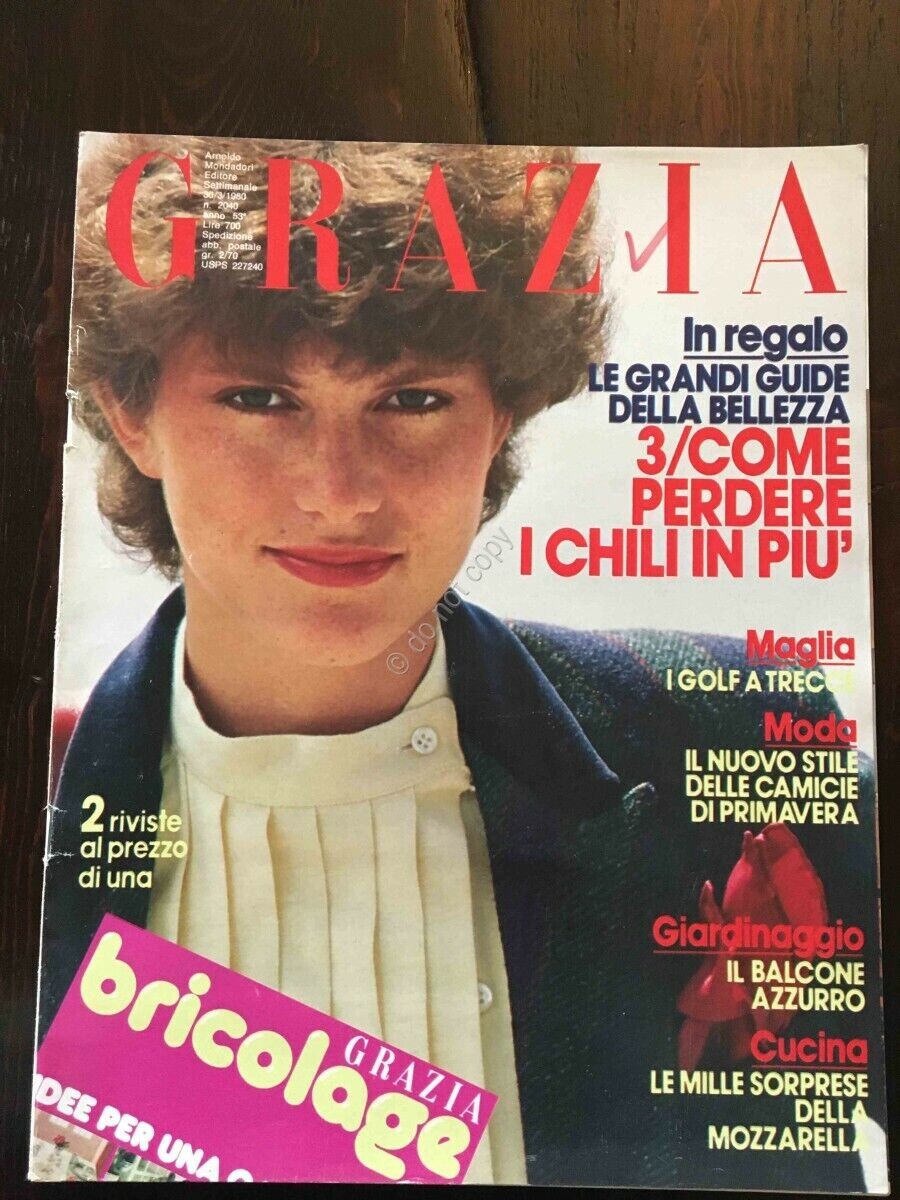 GRAZIA
Arnoldo
Mondadori
Editore
Settimanale
30/3/1980
n. 2040
anno 53°
Lire 700
Spedizione
abb. postale
gr. 2/70
USPS 227240
In regalo
LE GRANDI GUIDE
DELLA BELLEZZA
3/COME
PERDERE
I CHILI IN PIU'
© do not copy
Maglia
I GOLF A TRECCE
Moda
IL NUOVO STILE
DELLE CAMICIE
DI PRIMAVERA
2 riviste
al prezzo
di una
Giardinaggio
IL BALCONE
AZZURRO
Cucina
LE MILLE SORPRESE
DELLA
MOZZARELLA
bricolage
GRAZIA
IDEE PER UNA